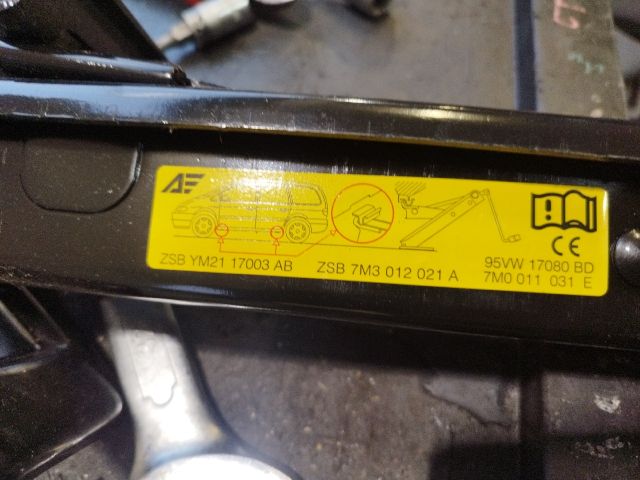 AE
CE
ZSB YM21 17003 AB
ZSB 7M3 012 021 A
95VW 17080 BD
7M0 011 031 E